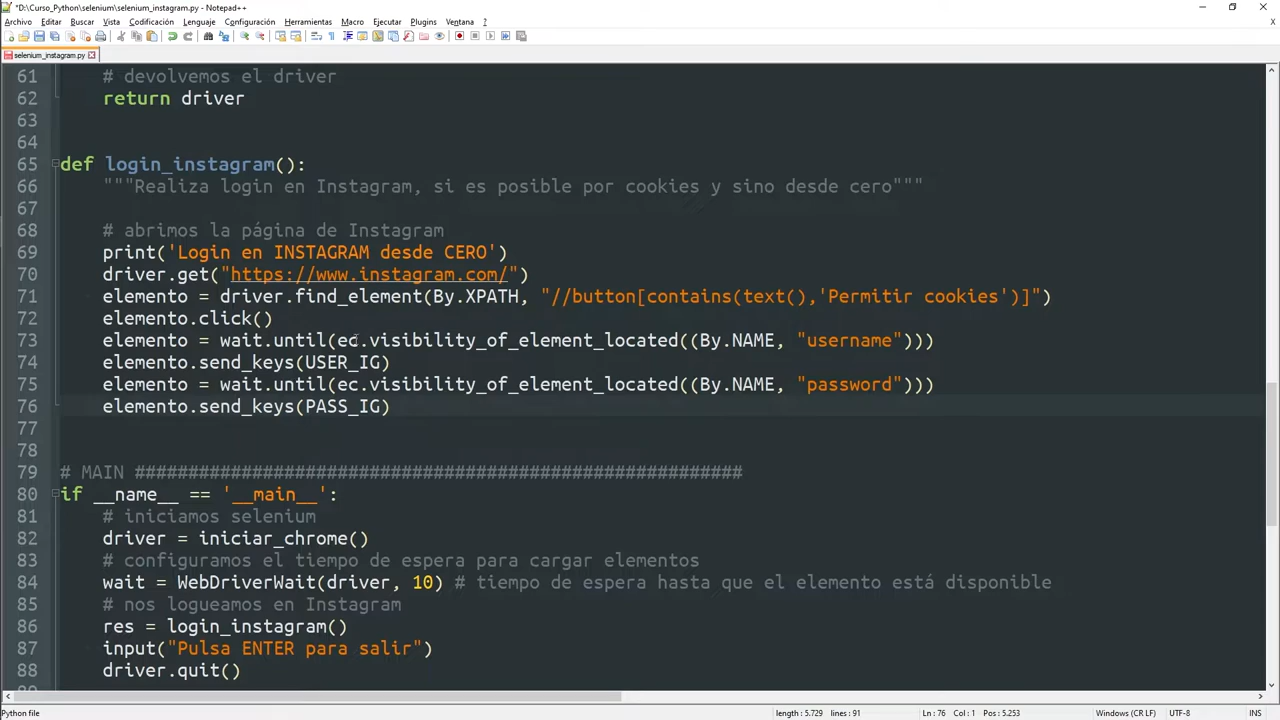 *D:\Curso_Python\selenium\selenium_instagram.py - Notepad++
Archivo Editar Buscar Vista Codificación Lenguaje Configuración Herramientas Macro Ejecutar Plugins Ventana ?
selenium_instagram.py
61 # devolvemos el driver
62 return driver
63
64
65 def login_instagram():
66 """Realiza login en Instagram, si es posible por cookies y sino desde cero"""
67
68 # abrimos la página de Instagram
69 print('Login en INSTAGRAM desde CERO')
70 driver.get("https://www.instagram.com/")
71 elemento = driver.find_element(By.XPATH, "//button[contains(text(),'Permitir cookies')]")
72 elemento.click()
73 elemento = wait.until(ec.visibility_of_element_located((By.NAME, "username")))
74 elemento.send_keys(USER_IG)
75 elemento = wait.until(ec.visibility_of_element_located((By.NAME, "password")))
76 elemento.send_keys(PASS_IG)
77
78
79 # MAIN #########################################################
80 if __name__ == '__main__':
81 # iniciamos selenium
82 driver = iniciar_chrome()
83 # configuramos el tiempo de espera para cargar elementos
84 wait = WebDriverWait(driver, 10) # tiempo de espera hasta que el elemento está disponible
85 # nos logueamos en Instagram
86 res = login_instagram()
87 input("Pulsa ENTER para salir")
88 driver.quit()
Python file length : 5.729 lines : 91 Ln : 76 Col : 1 Pos : 5.253 Windows (CR LF) UTF-8 INS